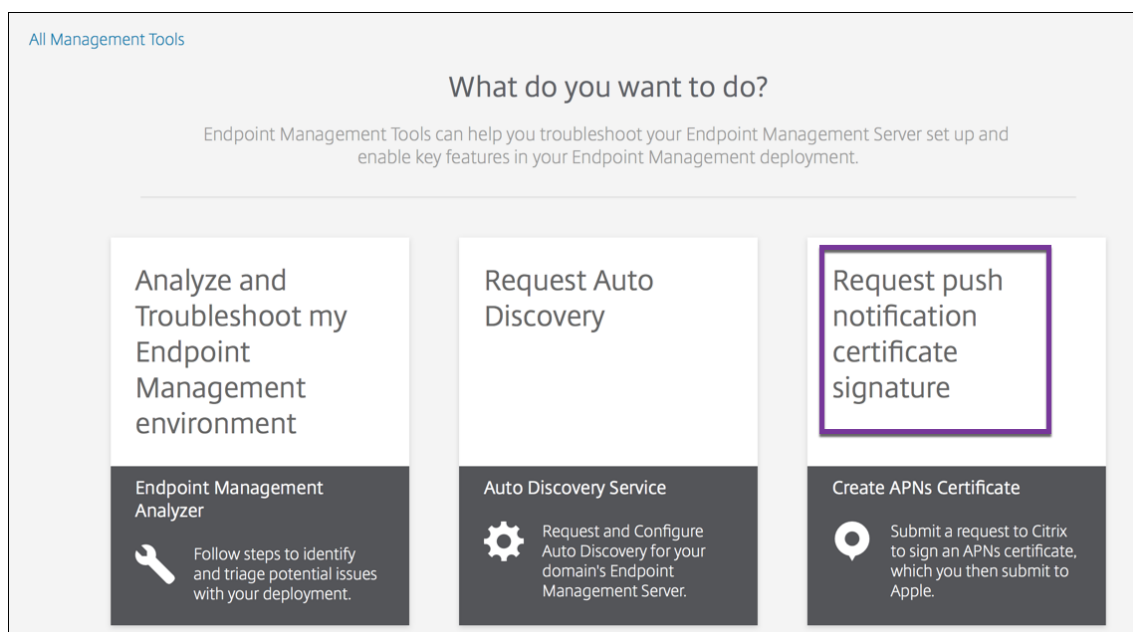 All Management Tools
What do you want to do?
Endpoint Management Tools can help you troubleshoot your Endpoint Management Server set up and
enable key features in your Endpoint Management deployment.
Analyze and
Troubleshoot my
Endpoint
Management
environment
Endpoint Management
Analyzer
Follow steps to identify
and triage potential issues
with your deployment.
Request Auto
Discovery
Auto Discovery Service
Request and Configure
Auto Discovery for your
domain's Endpoint
Management Server.
Request push
notification
certificate
signature
Create APNs Certificate
Submit a request to Citrix
to sign an APNs certificate,
which you then submit to
Apple.